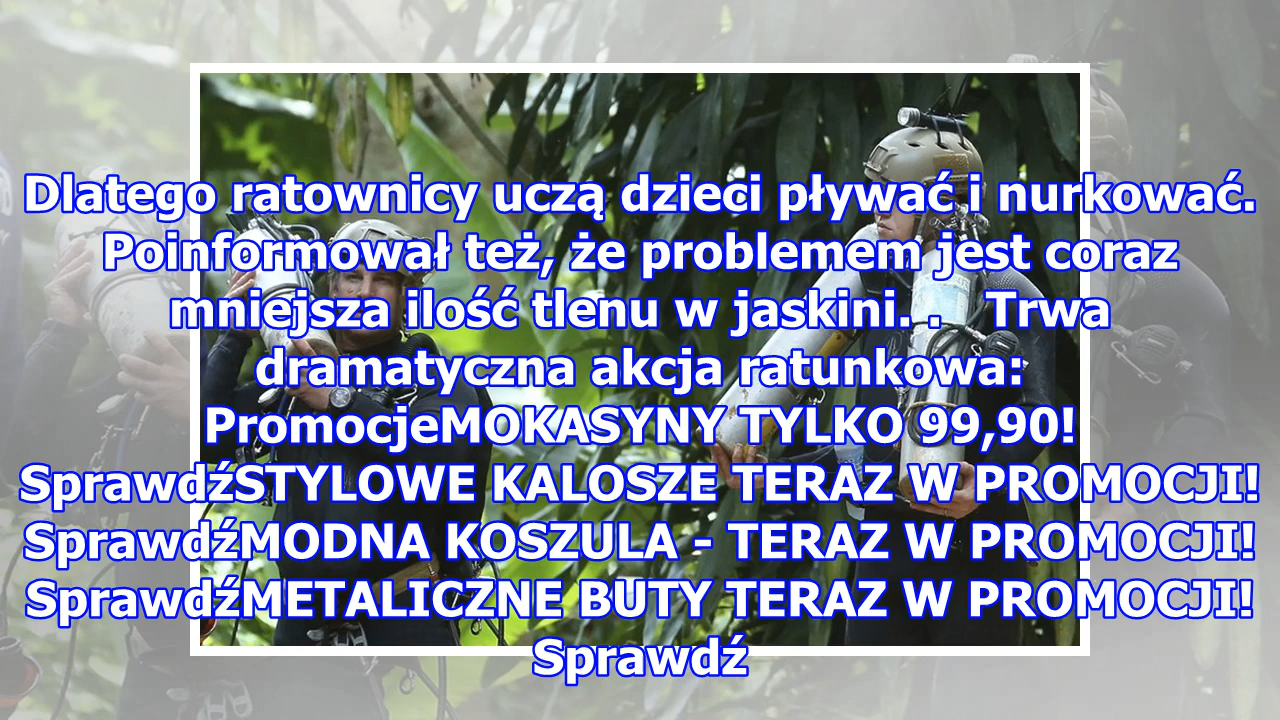 Dlatego ratownicy uczą dzieci pływać i nurkować.
Poinformował też, że problemem jest coraz
mniejsza ilość tlenu w jaskini. . Trwa
dramatyczna akcja ratunkowa:
PromocjeMOKASYNY TYLKO 99,90!
SprawdźSTYLOWE KALOSZE TERAZ W PROMOCJI!
SprawdźMODNA KOSZULA - TERAZ W PROMOCJI!
SprawdźMETALICZNE BUTY TERAZ W PROMOCJI!
Sprawdź